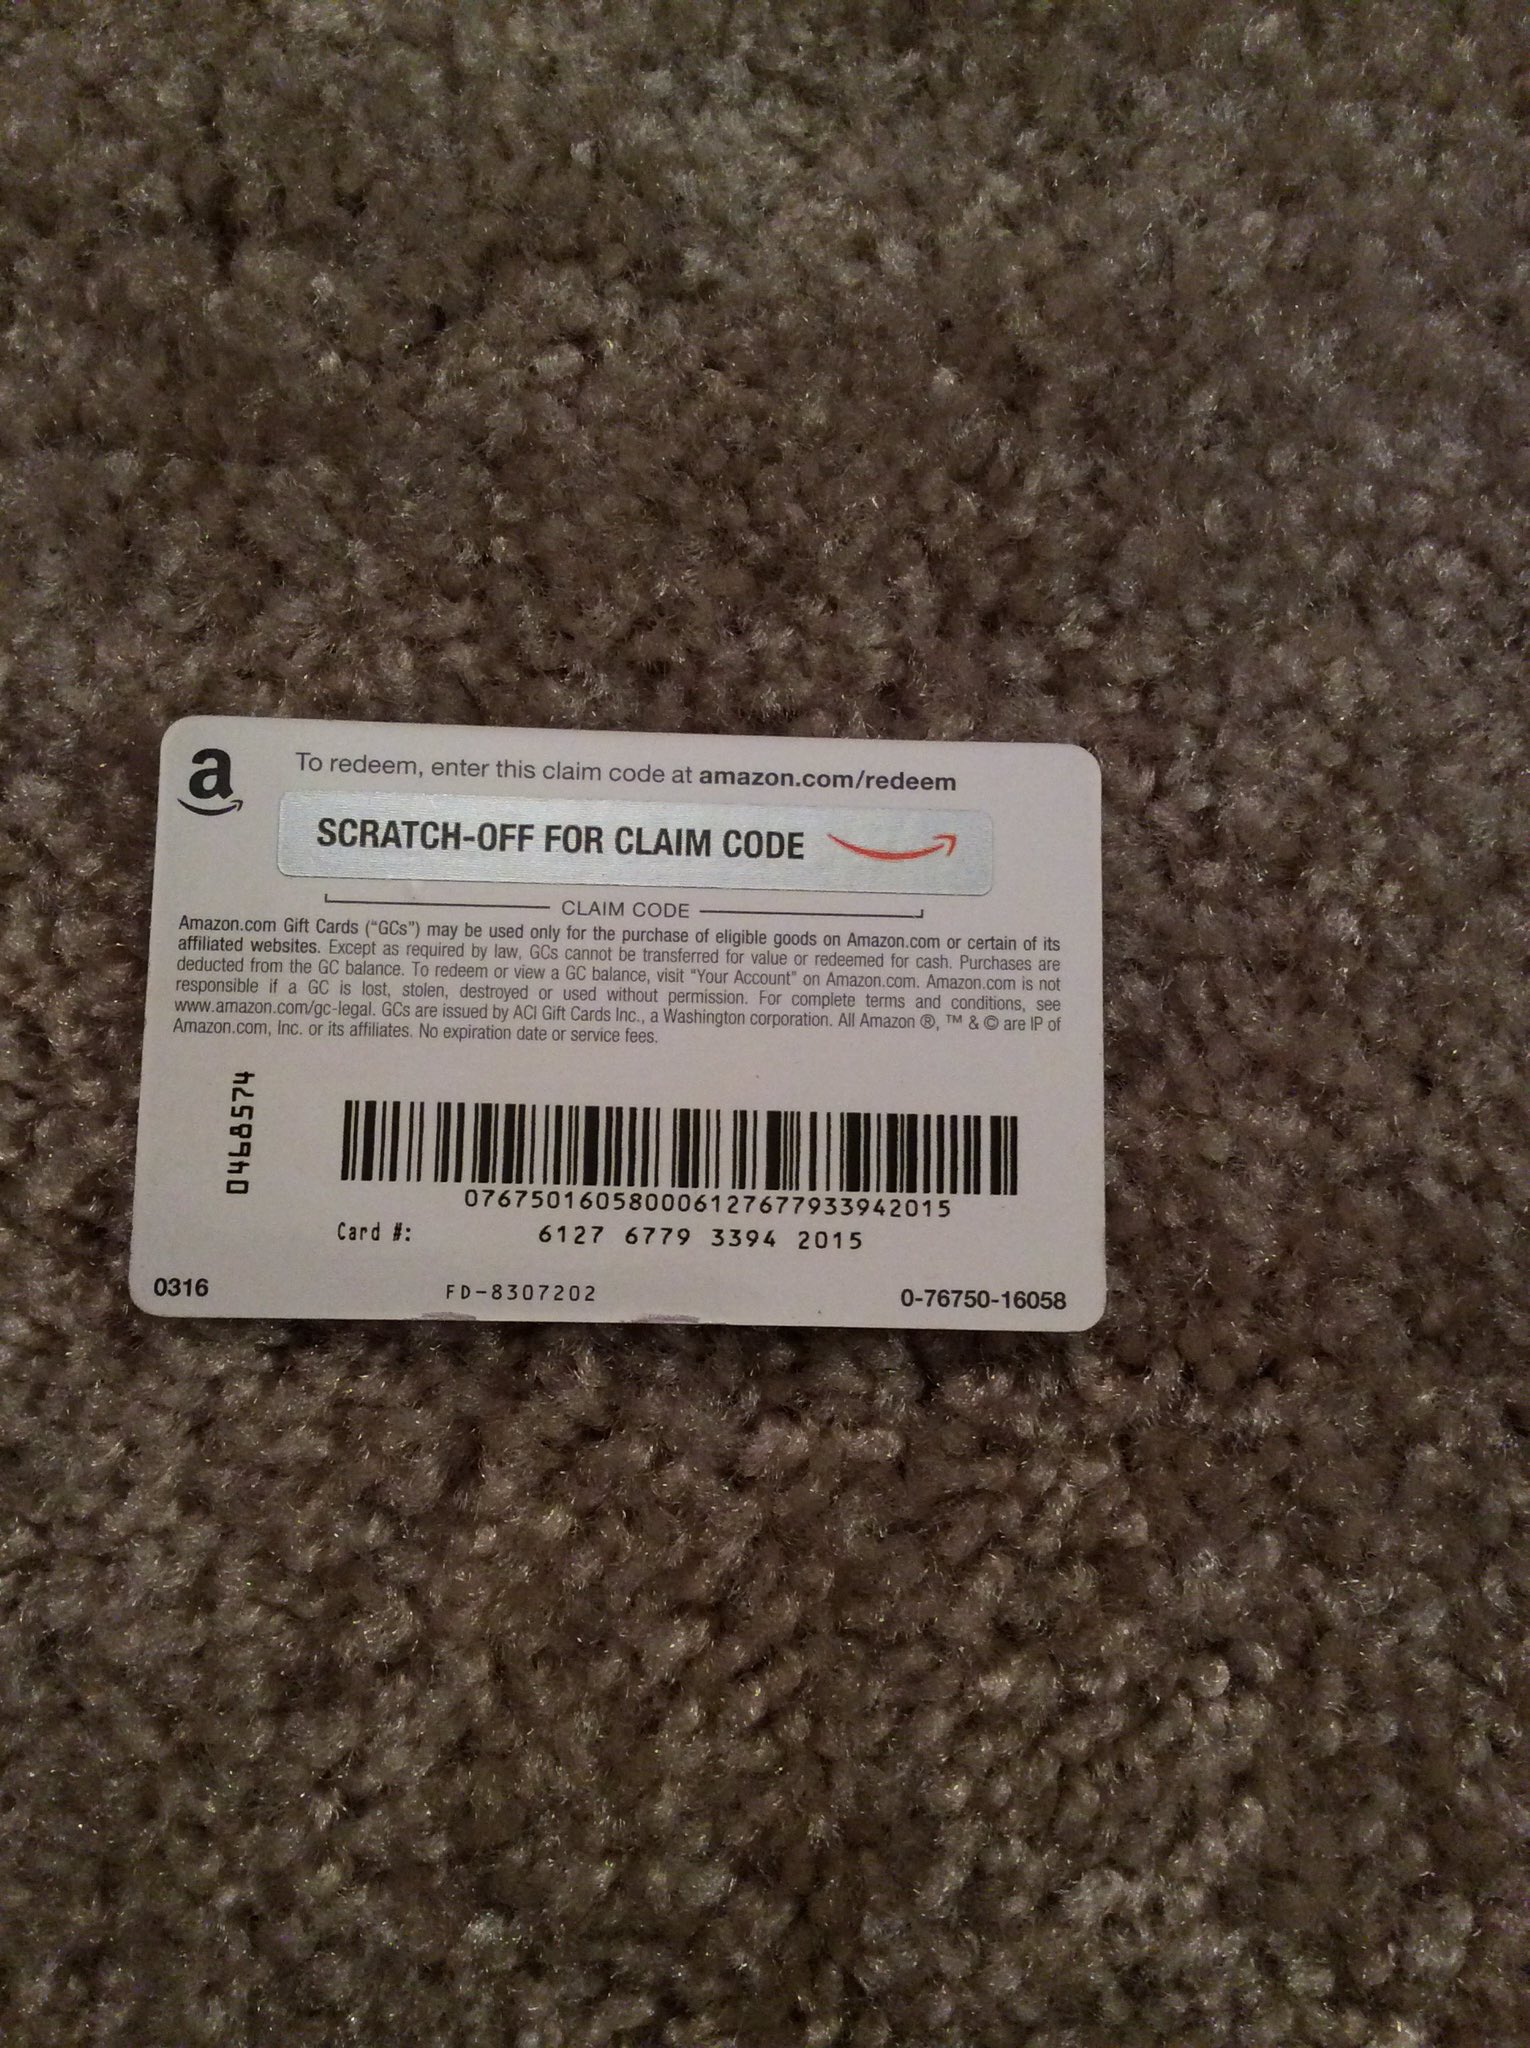 a
To redeem, enter this claim code at amazon.com/redeem
SCRATCH-OFF FOR CLAIM CODE
CLAIM CODE
Amazon.com Gift Cards ("GCs") may be used only for the purchase of eligible goods on Amazon.com or certain of its
affiliated websites. Except as required by law, GCs cannot be transferred for value or redeemed for cash. Purchases are
deducted from the GC balance. To redeem or view a GC balance, visit "Your Account" on Amazon.com. Amazon.com is not
responsible if a GC is lost, stolen, destroyed or used without permission. For complete terms and conditions, see
www.amazon.com/gc-legal. GCs are issued by ACI Gift Cards Inc., a Washington corporation. All Amazon ®, ™ & © are IP of
Amazon.com, Inc. or its affiliates. No expiration date or service fees.
0468574
076750160580006127677933942015
Card #: 6127 6779 3394 2015
0316 FD-8307202 0-76750-16058